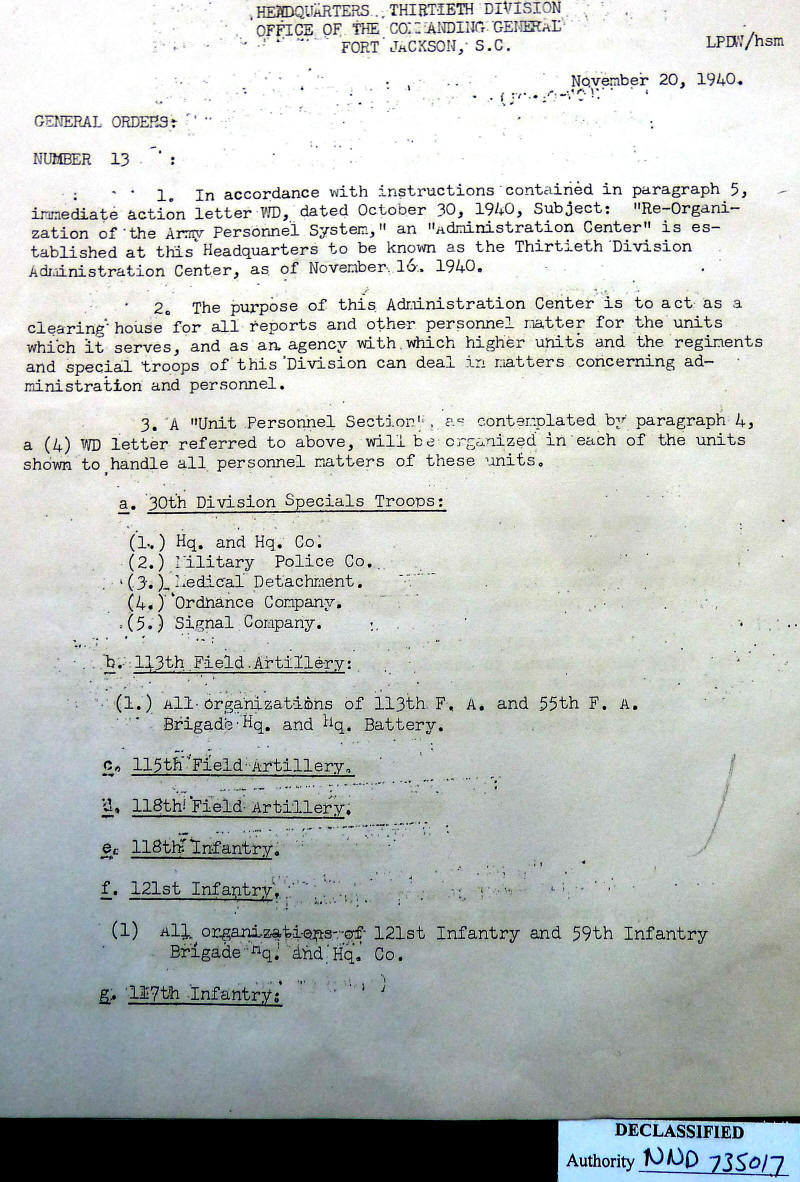 HEADQUARTERS THIRTIETH DIVISION
OFFICE OF THE COMMANDING GENERAL
FORT JACKSON, S.C.
LPDW/hsm
November 20, 1940.
GENERAL ORDERS:
NUMBER 13 :
1. In accordance with instructions contained in paragraph 5,
immediate action letter WD, dated October 30, 1940, Subject: "Re-Organi-
zation of the Army Personnel System," an "Administration Center" is es-
tablished at this Headquarters to be known as the Thirtieth Division
Administration Center, as of November 16. 1940.
2. The purpose of this Administration Center is to act as a
clearing house for all reports and other personnel matter for the units
which it serves, and as an agency with which higher units and the regiments
and special troops of this Division can deal in matters concerning ad-
ministration and personnel.
3. A "Unit Personnel Section", as contemplated by paragraph 4,
a (4) WD letter referred to above, will be organized in each of the units
shown to handle all personnel matters of these units.
a. 30th Division Specials Troops:
(1.) Hq. and Hq. Co.
(2.) Military Police Co.
(3.) Medical Detachment.
(4.) Ordnance Company.
(5.) Signal Company.
b. 113th Field Artillery:
(1.) All Organizations of 113th F. A. and 55th F. A.
Brigade Hq. and Hq. Battery.
c. 115th Field Artillery.
d. 118th Field Artillery.
e. 118th Infantry.
f. 121st Infantry.
(1) All organizations of 121st Infantry and 59th Infantry
Brigade Hq. and Hq. Co.
g. 117th Infantry:
DECLASSIFIED
Authority NND 735017